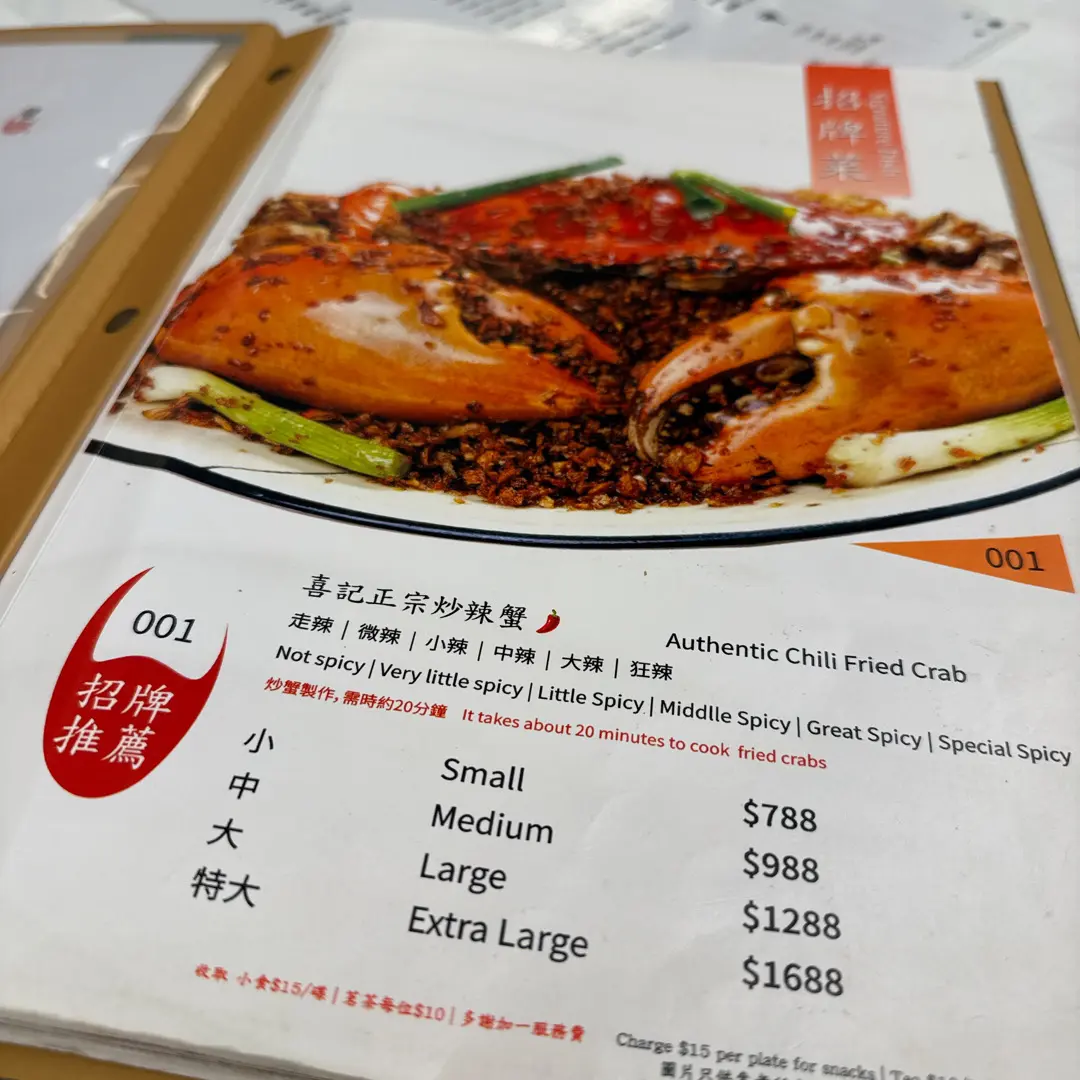 招牌菜
001
001
招牌
推薦
喜記正宗炒辣蟹
Authentic Chili Fried Crab
走辣 | 微辣 | 小辣 | 中辣 | 大辣 | 狂辣
Not spicy | Very little spicy | Little Spicy | Middlle Spicy | Great Spicy | Special Spicy
炒蟹製作，需時約20分鐘 It takes about 20 minutes to cook fried crabs
小 Small $788
中 Medium $988
大 Large $1288
特大 Extra Large $1688
收取 小食$15/碟 | 茗茶每位$10 | 多謝加一服務費
Charge $15 per plate for snacks |